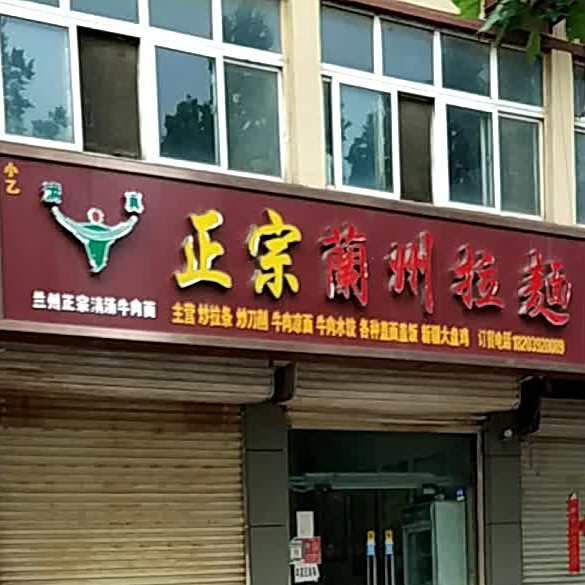 小乙
清真
正宗蘭州拉麵
兰州正宗清汤牛肉面
主营 炒拉条 炒刀削 牛肉凉面 牛肉水饺 各种盖面盖饭 新疆大盘鸡 订餐电话